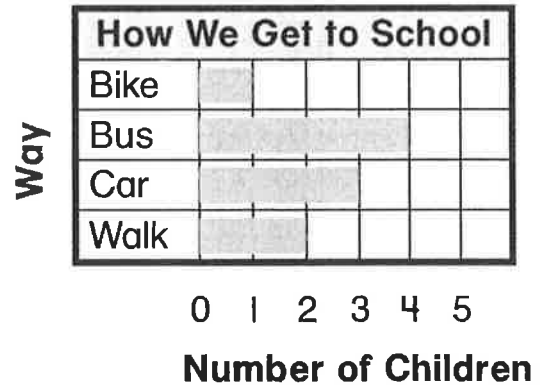 How We Get to School
Way
Bike
Bus
Car
Walk
0 1 2 3 4 5
Number of Children